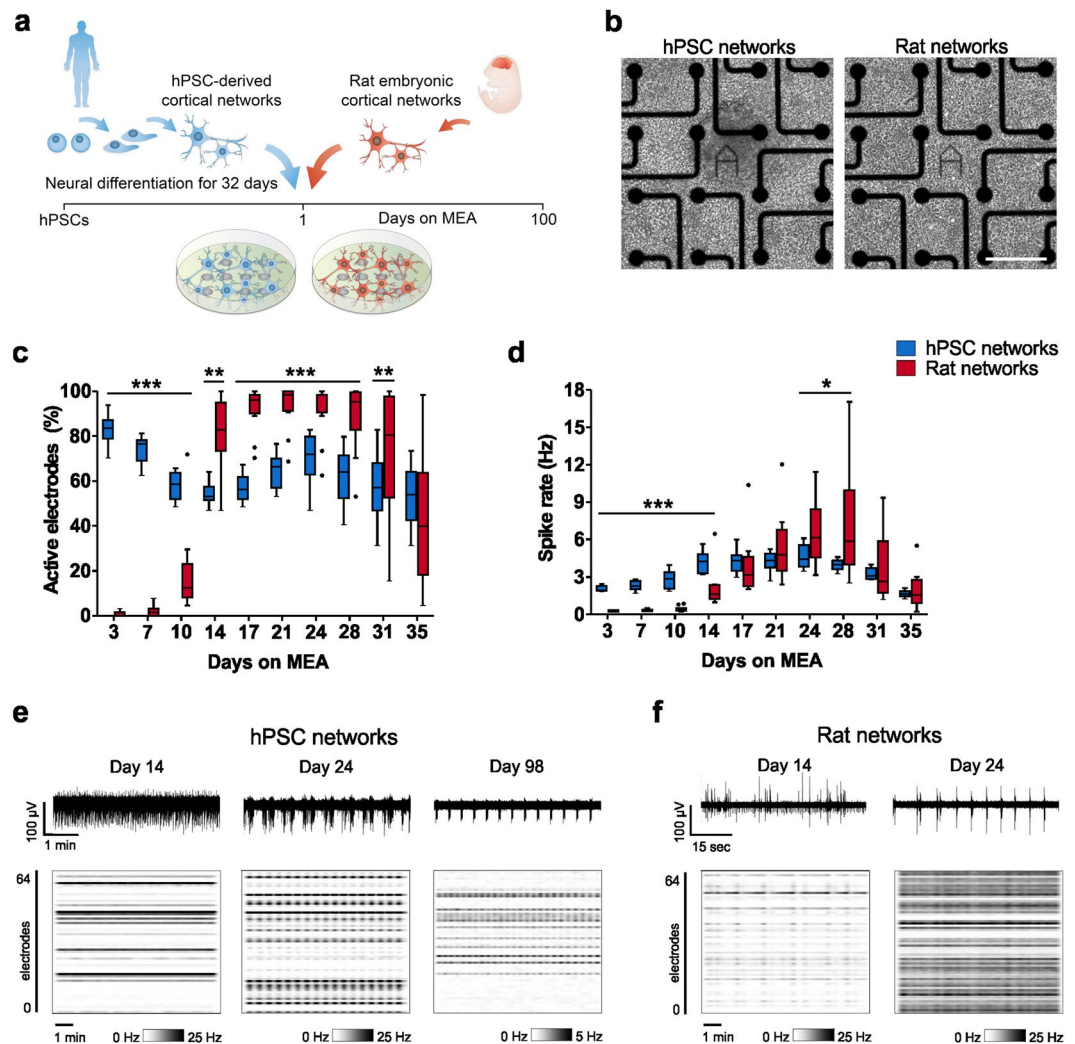 a
hPSC-derived
cortical networks
Rat embryonic
cortical networks
Neural differentiation for 32 days
hPSCs
1
Days on MEA
100
b
hPSC networks
Rat networks
A
c
***
**
***
**
Active electrodes (%)
100
80
60
40
20
0
3 7 10 14 17 21 24 28 31 35
Days on MEA
d
hPSC networks
Rat networks
***
*
Spike rate (Hz)
18
15
12
9
6
3
0
3 7 10 14 17 21 24 28 31 35
Days on MEA
e
hPSC networks
Day 14
Day 24
Day 98
100 µV
1 min
64
electrodes
0
1 min
0 Hz 25 Hz
0 Hz 25 Hz
0 Hz 5 Hz
f
Rat networks
Day 14
Day 24
100 µV
15 sec
64
electrodes
0
1 min
0 Hz 25 Hz
0 Hz 25 Hz